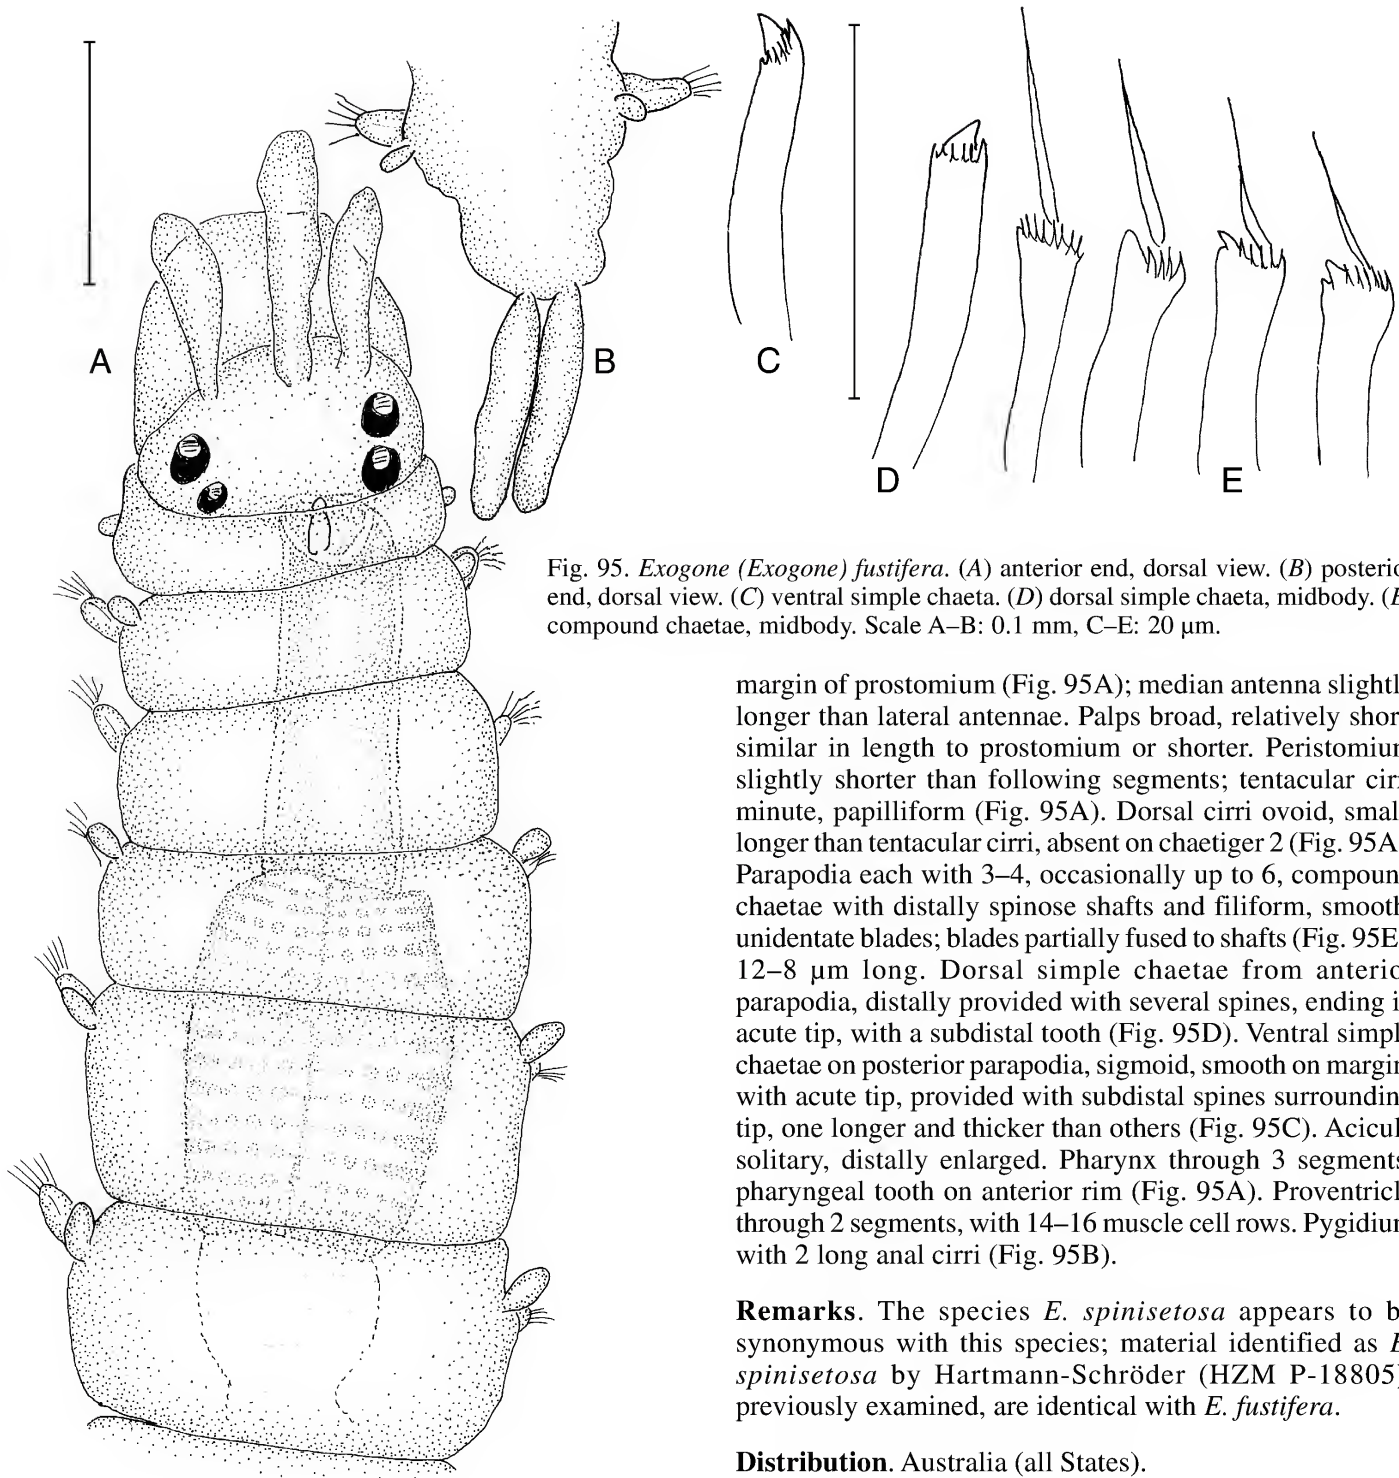 A
B
C
D
E
Fig. 95. Exogone (Exogone) fustifera. (A) anterior end, dorsal view. (B) posterio
end, dorsal view. (C) ventral simple chaeta. (D) dorsal simple chaeta, midbody. (E
compound chaetae, midbody. Scale A–B: 0.1 mm, C–E: 20 µm.
margin of prostomium (Fig. 95A); median antenna slightl
longer than lateral antennae. Palps broad, relatively shor
similar in length to prostomium or shorter. Peristomiu
slightly shorter than following segments; tentacular cirr
minute, papilliform (Fig. 95A). Dorsal cirri ovoid, small
longer than tentacular cirri, absent on chaetiger 2 (Fig. 95A
Parapodia each with 3–4, occasionally up to 6, compoun
chaetae with distally spinose shafts and filiform, smooth
unidentate blades; blades partially fused to shafts (Fig. 95E
12–8 µm long. Dorsal simple chaetae from anterio
parapodia, distally provided with several spines, ending i
acute tip, with a subdistal tooth (Fig. 95D). Ventral simpl
chaetae on posterior parapodia, sigmoid, smooth on margin
with acute tip, provided with subdistal spines surroundin
tip, one longer and thicker than others (Fig. 95C). Acicul
solitary, distally enlarged. Pharynx through 3 segments
pharyngeal tooth on anterior rim (Fig. 95A). Proventricl
through 2 segments, with 14–16 muscle cell rows. Pygidiu
with 2 long anal cirri (Fig. 95B).
Remarks. The species E. spinisetosa appears to b
synonymous with this species; material identified as E
spinisetosa by Hartmann-Schröder (HZM P-18805)
previously examined, are identical with E. fustifera.
Distribution. Australia (all States).